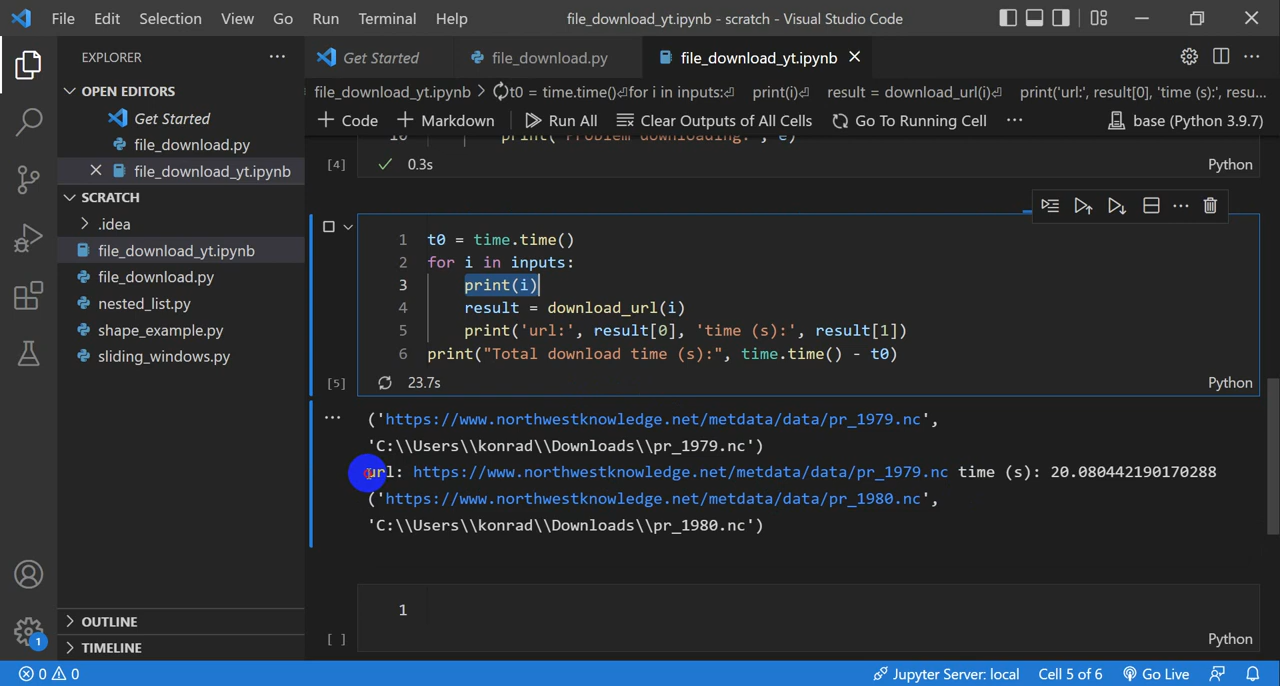 File Edit Selection View Go Run Terminal Help file_download_yt.ipynb - scratch - Visual Studio Code
EXPLORER
OPEN EDITORS
Get Started
file_download.py
file_download_yt.ipynb
SCRATCH
.idea
file_download_yt.ipynb
file_download.py
nested_list.py
shape_example.py
sliding_windows.py
OUTLINE
TIMELINE
Get Started file_download.py file_download_yt.ipynb
file_download_yt.ipynb > t0 = time.time()⏎for i in inputs:⏎ print(i)⏎ result = download_url(i)⏎ print('url:', result[0], 'time (s):', resu...
Code Markdown Run All Clear Outputs of All Cells Go To Running Cell base (Python 3.9.7)
10 print('Problem downloading:', e)
[4] 0.3s Python
1 t0 = time.time()
2 for i in inputs:
3 print(i)
4 result = download_url(i)
5 print('url:', result[0], 'time (s):', result[1])
6 print("Total download time (s):", time.time() - t0)
[5] 23.7s Python
('https://www.northwestknowledge.net/metdata/data/pr_1979.nc',
'C:\\Users\\konrad\\Downloads\\pr_1979.nc')
url: https://www.northwestknowledge.net/metdata/data/pr_1979.nc time (s): 20.080442190170288
('https://www.northwestknowledge.net/metdata/data/pr_1980.nc',
'C:\\Users\\konrad\\Downloads\\pr_1980.nc')
1
[ ] Python
1
0 0 Jupyter Server: local Cell 5 of 6 Go Live